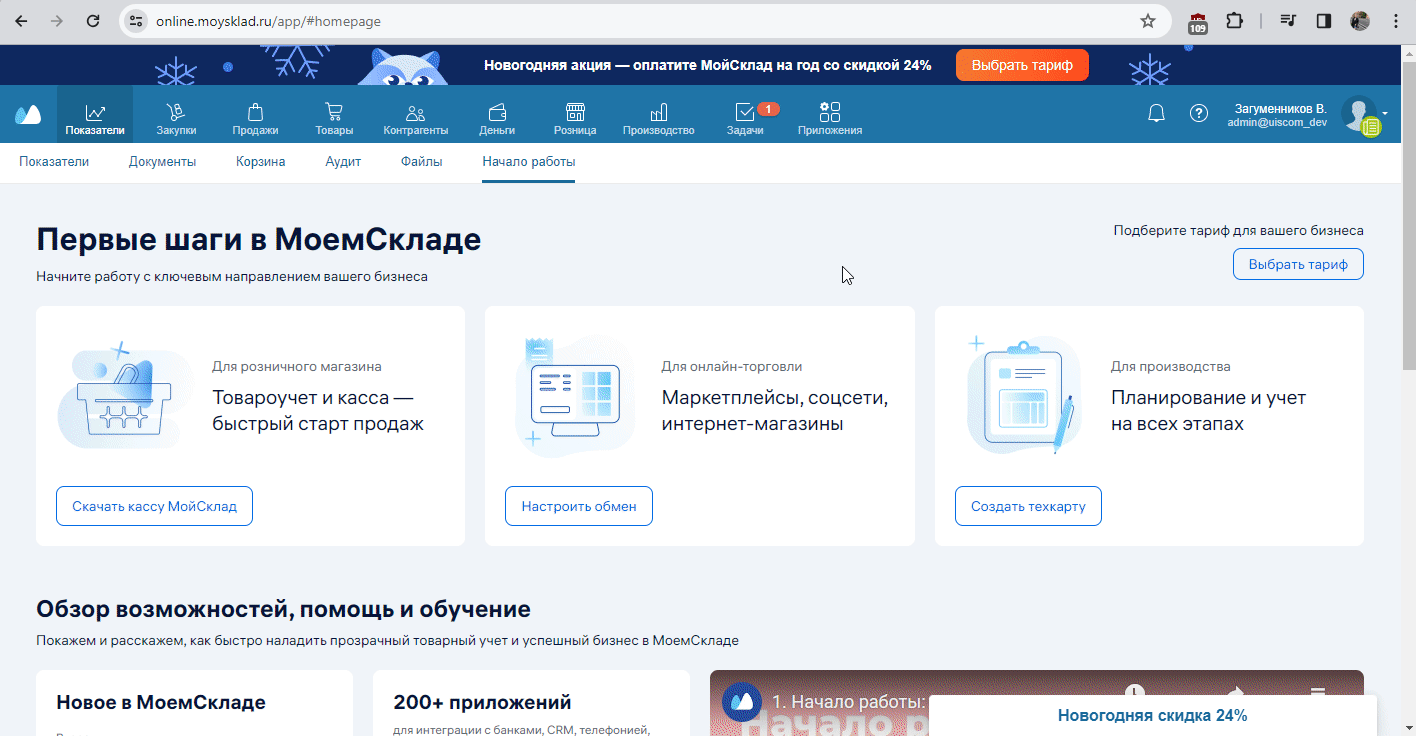 online.moysklad.ru/app/#homepage
109
Новогодняя акция — оплатите МойСклад на год со скидкой 24%
Выбрать тариф
Показатели
Закупки
Продажи
Товары
Контрагенты
Деньги
Розница
Производство
1
Задачи
Приложения
Загуменников В.
admin@uiscom_dev
Показатели
Документы
Корзина
Аудит
Файлы
Начало работы
Первые шаги в МоемСкладе
Начните работу с ключевым направлением вашего бизнеса
Подберите тариф для вашего бизнеса
Выбрать тариф
Для розничного магазина
Товароучет и касса —
быстрый старт продаж
Скачать кассу МойСклад
Для онлайн-торговли
Маркетплейсы, соцсети,
интернет-магазины
Настроить обмен
Для производства
Планирование и учет
на всех этапах
Создать техкарту
Обзор возможностей, помощь и обучение
Покажем и расскажем, как быстро наладить прозрачный товарный учет и успешный бизнес в МоемСкладе
Новое в МоемСкладе
200+ приложений
для интеграции с банками, CRM, телефонией,
1. Начало работы:
Начало р
Новогодняя скидка 24%